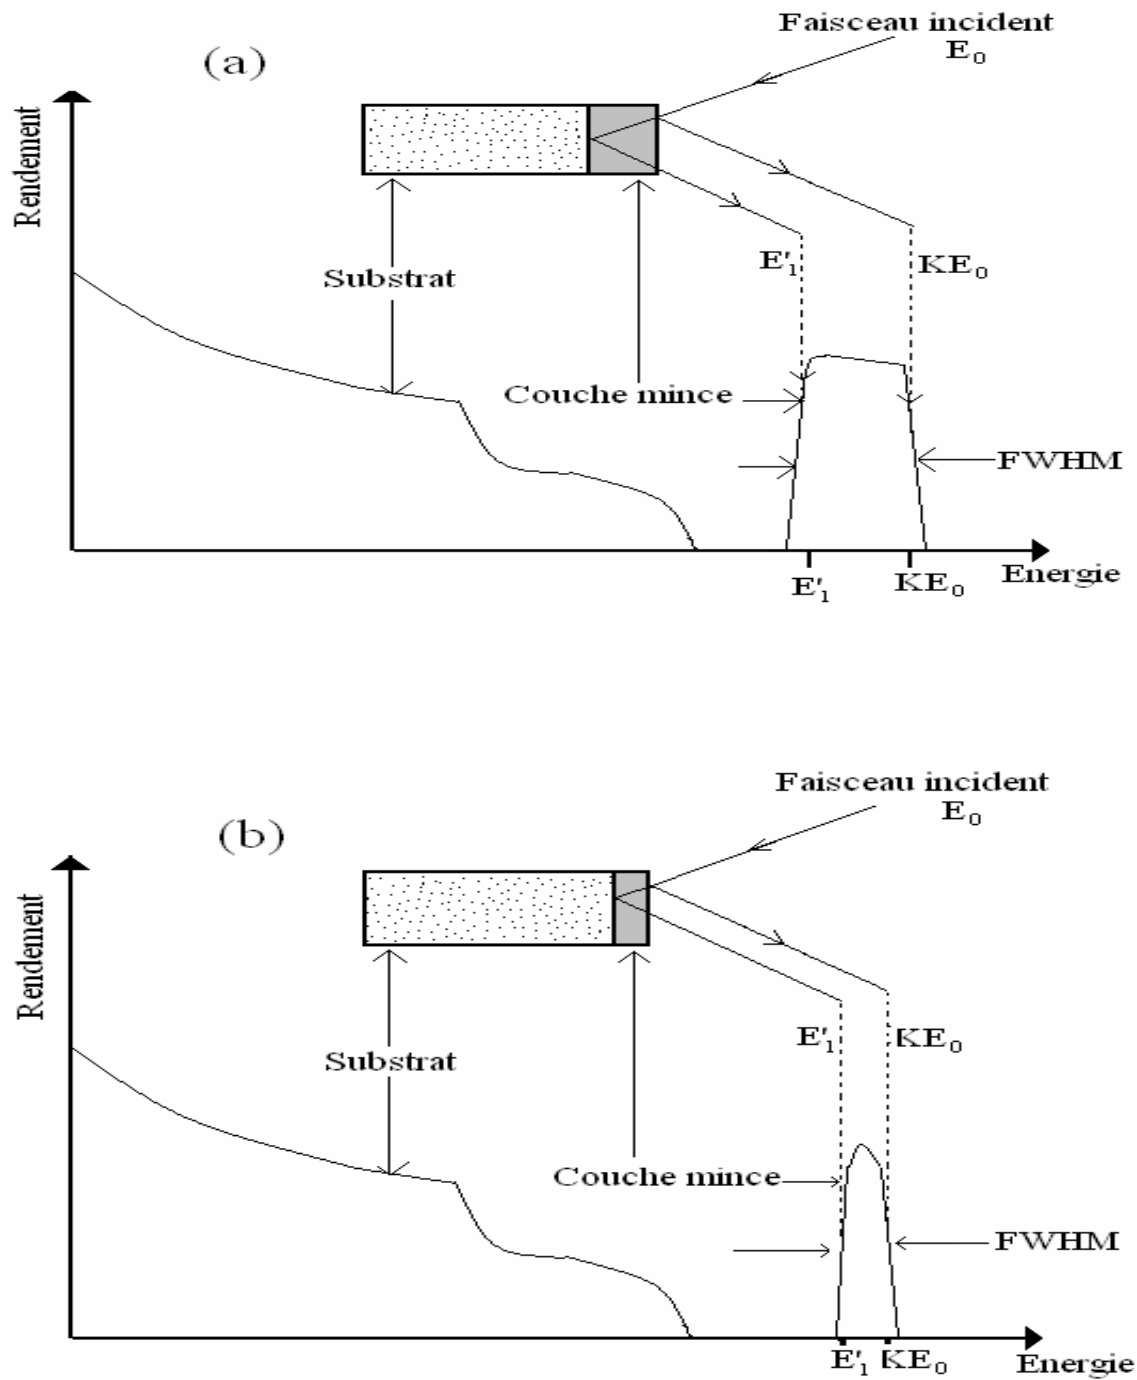 Faisceau incident
E₀
(a)
Rendement
E'₁
KE₀
Substrat
Couche mince
FWHM
E'₁
KE₀
Energie
Faisceau incident
E₀
(b)
Rendement
E'₁
KE₀
Substrat
Couche mince
FWHM
E'₁
KE₀
Energie